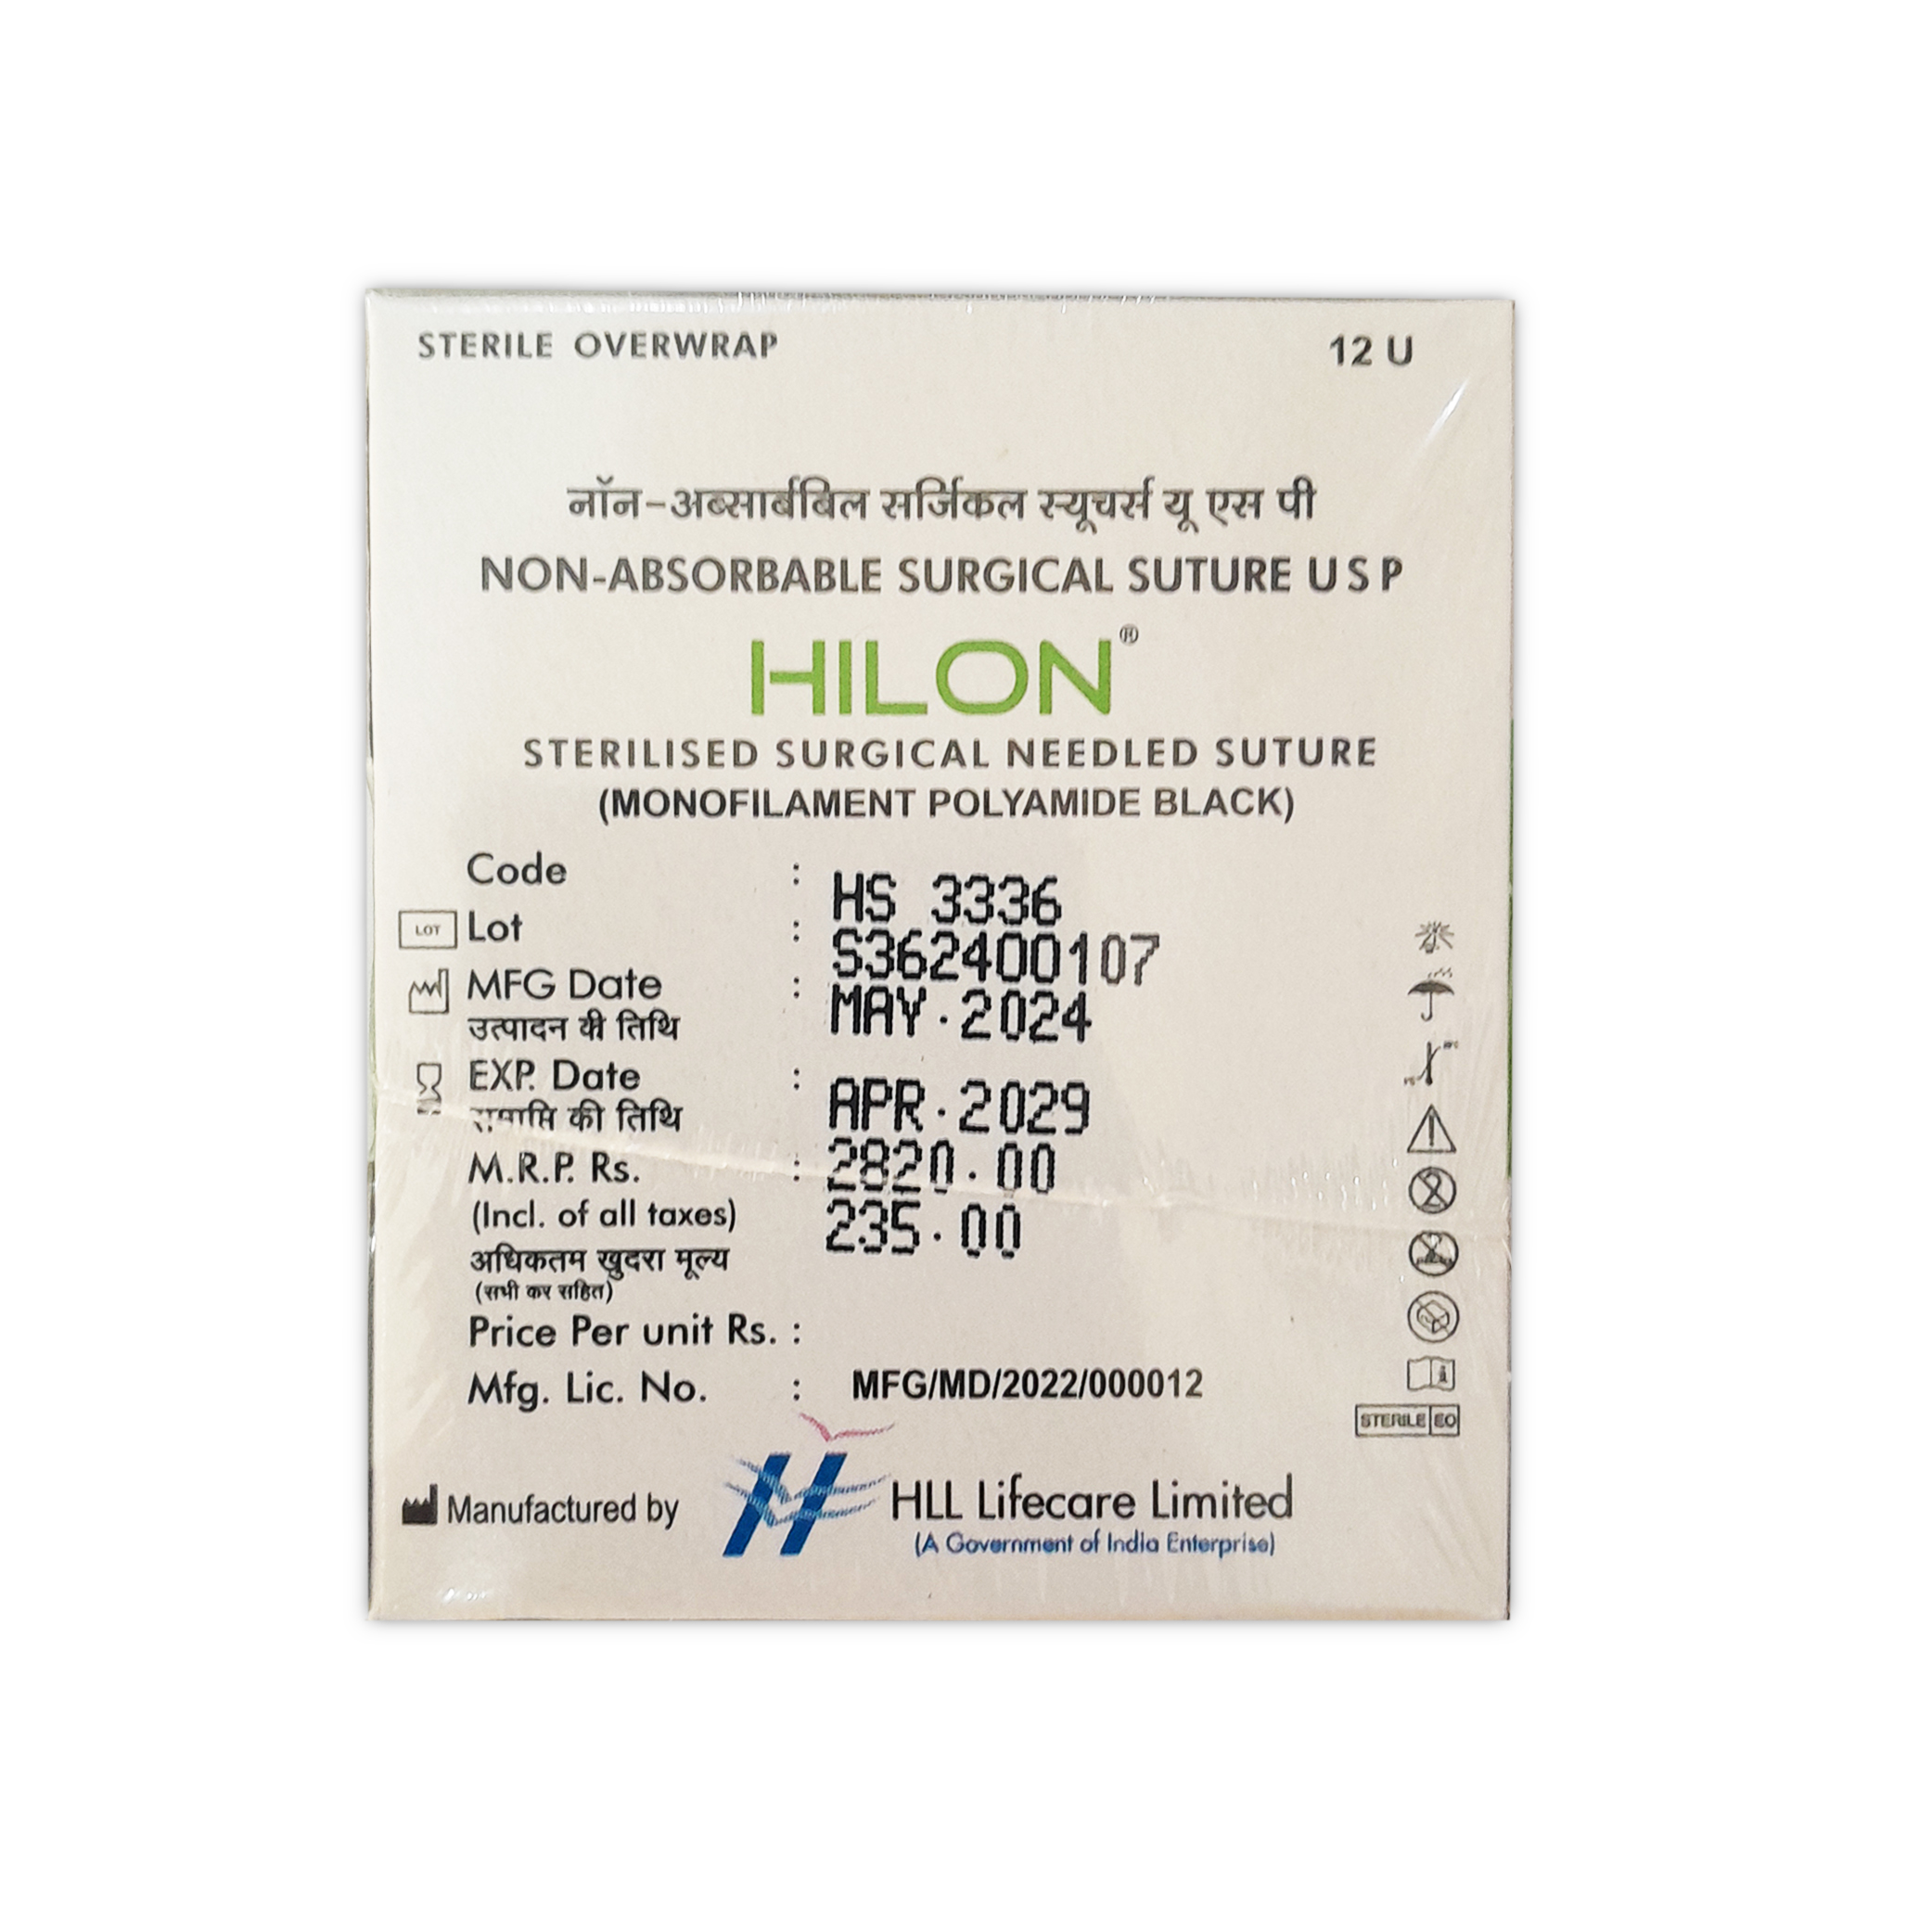 STERILE OVERWRAP 12 U
नॉन-अब्सार्बबिल सर्जिकल स्यूचर्स यू एस पी
NON-ABSORBABLE SURGICAL SUTURE U S P
HILON®
STERILISED SURGICAL NEEDLED SUTURE
(MONOFILAMENT POLYAMIDE BLACK)
Code : HS 3336
LOT Lot : S362400107
MFG Date : MAY.2024
उत्पादन की तिथि
EXP. Date : APR.2029
समाप्ति की तिथि
M.R.P. Rs. : 2820.00
(Incl. of all taxes) 235.00
अधिकतम खुदरा मूल्य
(सभी कर सहित)
Price Per unit Rs. :
Mfg. Lic. No. : MFG/MD/2022/000012
STERILE EO
Manufactured by HLL Lifecare Limited
(A Government of India Enterprise)